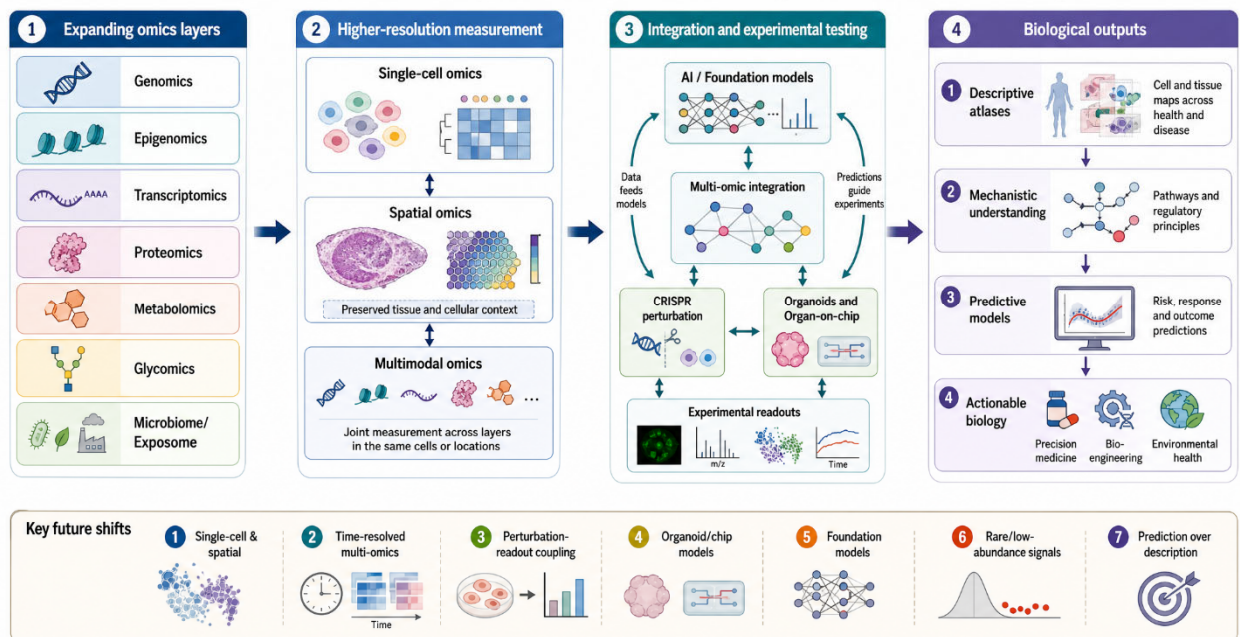 1 Expanding omics layers
Genomics
Epigenomics
AAAA
Transcriptomics
Proteomics
Metabolomics
Glycomics
Microbiome/
Exposome
2 Higher-resolution measurement
Single-cell omics
Spatial omics
Preserved tissue and cellular context
Multimodal omics
...
Joint measurement across layers
in the same cells or locations
3 Integration and experimental testing
AI / Foundation models
...
Data
feeds
models
Multi-omic integration
Predictions
guide
experiments
CRISPR
perturbation
Organoids and
Organ-on-chip
Experimental readouts
m/z
Time
4 Biological outputs
1 Descriptive
atlases
Cell and tissue
maps across
health and
disease
2 Mechanistic
understanding
Pathways and
regulatory
principles
3 Predictive
models
Risk, response
and outcome
predictions
4 Actionable
biology
Precision
medicine
Bio-
engineering
Environmental
health
Key future shifts
1 Single-cell &
spatial
2 Time-resolved
multi-omics
Time
3 Perturbation-
readout coupling
4 Organoid/chip
models
5 Foundation
models
6 Rare/low-
abundance signals
7 Prediction over
description